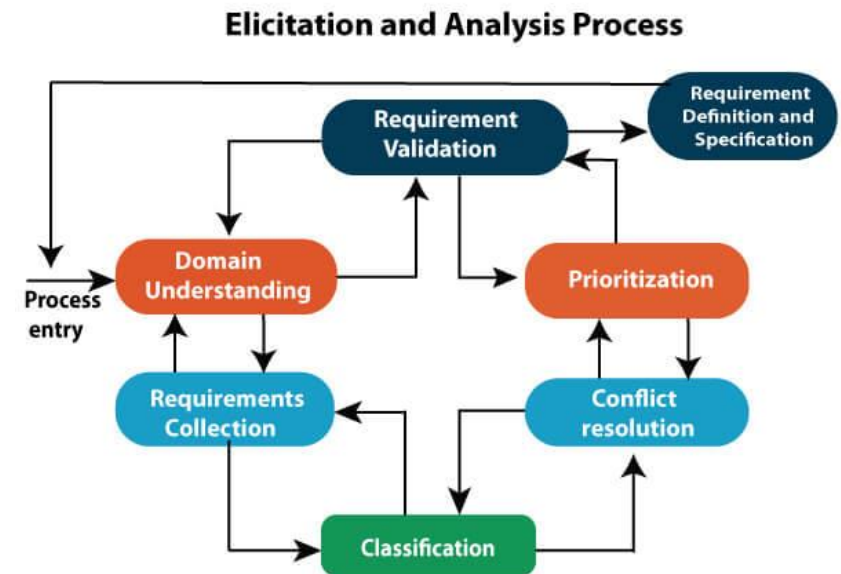 Elicitation and Analysis Process
Requirement
Definition and
Specification
Requirement
Validation
Domain
Understanding
Prioritization
Process
entry
Requirements
Collection
Conflict
resolution
Classification